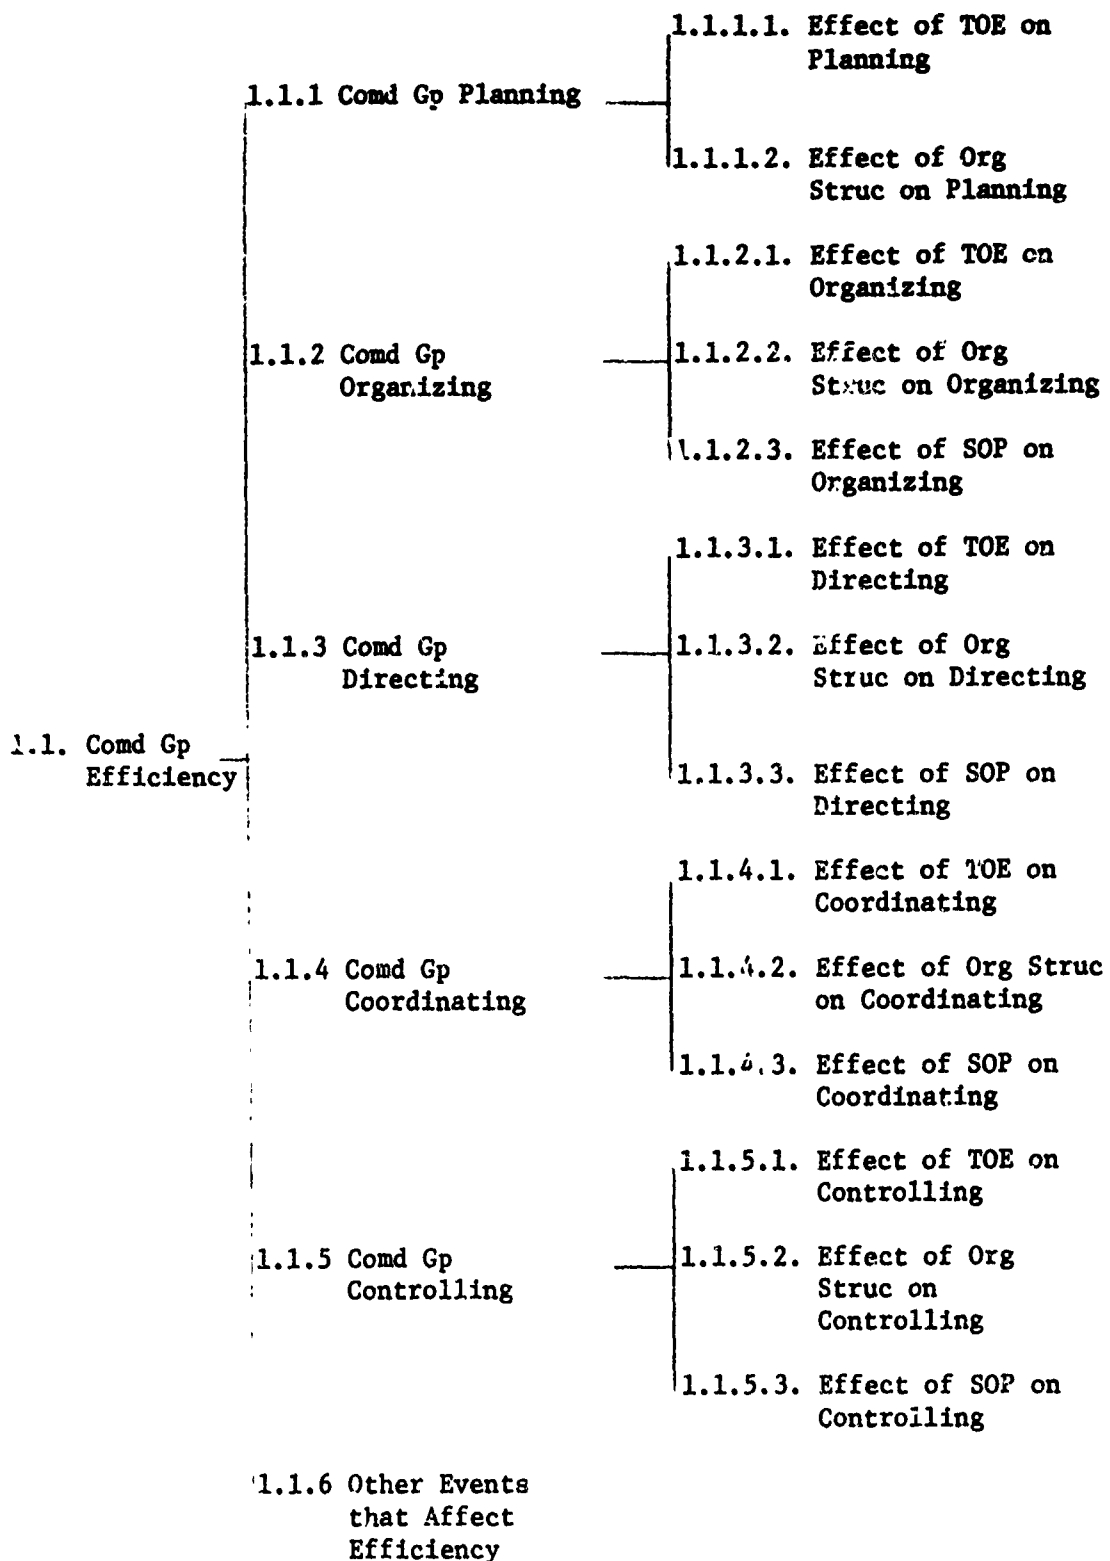 1.1. Comd Gp
Efficiency
1.1.1 Comd Gp Planning
1.1.1.1. Effect of TOE on
Planning
1.1.1.2. Effect of Org
Struc on Planning
1.1.2 Comd Gp
Organizing
1.1.2.1. Effect of TOE on
Organizing
1.1.2.2. Effect of Org
Struc on Organizing
1.1.2.3. Effect of SOP on
Organizing
1.1.3 Comd Gp
Directing
1.1.3.1. Effect of TOE on
Directing
1.1.3.2. Effect of Org
Struc on Directing
1.1.3.3. Effect of SOP on
Directing
1.1.4 Comd Gp
Coordinating
1.1.4.1. Effect of TOE on
Coordinating
1.1.4.2. Effect of Org Struc
on Coordinating
1.1.4.3. Effect of SOP on
Coordinating
1.1.5 Comd Gp
Controlling
1.1.5.1. Effect of TOE on
Controlling
1.1.5.2. Effect of Org
Struc on
Controlling
1.1.5.3. Effect of SOP on
Controlling
1.1.6 Other Events
that Affect
Efficiency